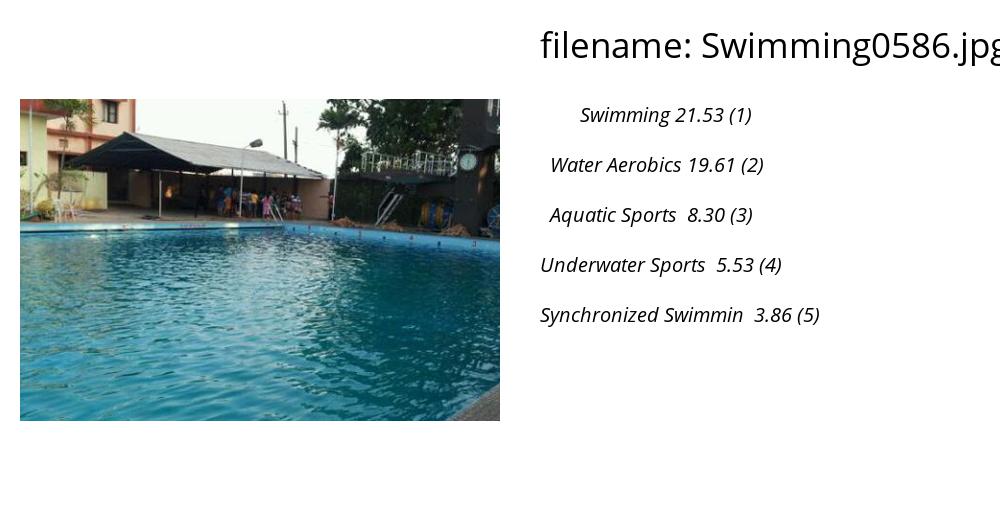 filename: Swimming0586.jpg
Swimming 21.53 (1)
Water Aerobics 19.61 (2)
Aquatic Sports 8.30 (3)
Underwater Sports 5.53 (4)
Synchronized Swimmin 3.86 (5)